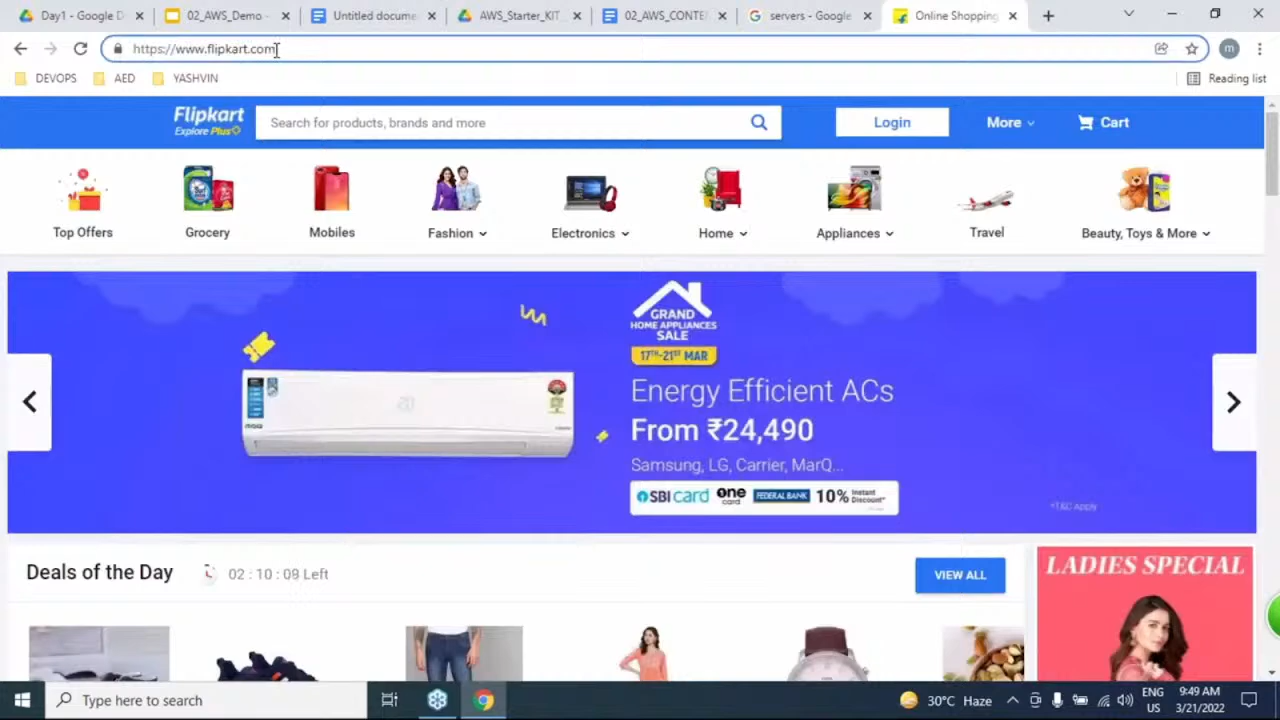 Day1 - Google D
02_AWS_Demo -
Untitled docume
AWS_Starter_KIT
02_AWS_CONTE
servers - Google
Online Shopping
https://www.flipkart.com
m
DEVOPS
AED
YASHVIN
Reading list
Flipkart
Explore Plus
Search for products, brands and more
Login
More
Cart
Top Offers
Grocery
Mobiles
Fashion
Electronics
Home
Appliances
Travel
Beauty, Toys & More
GRAND
HOME APPLIANCES
SALE
17TH-21ST MAR
Energy Efficient ACs
From ₹24,490
Samsung, LG, Carrier, MarQ...
SBI card
one card
FEDERAL BANK
10% Instant Discount*
*T&C Apply
Deals of the Day
02 : 10 : 09 Left
VIEW ALL
LADIES SPECIAL
Type here to search
30°C Haze
ENG
US
9:49 AM
3/21/2022